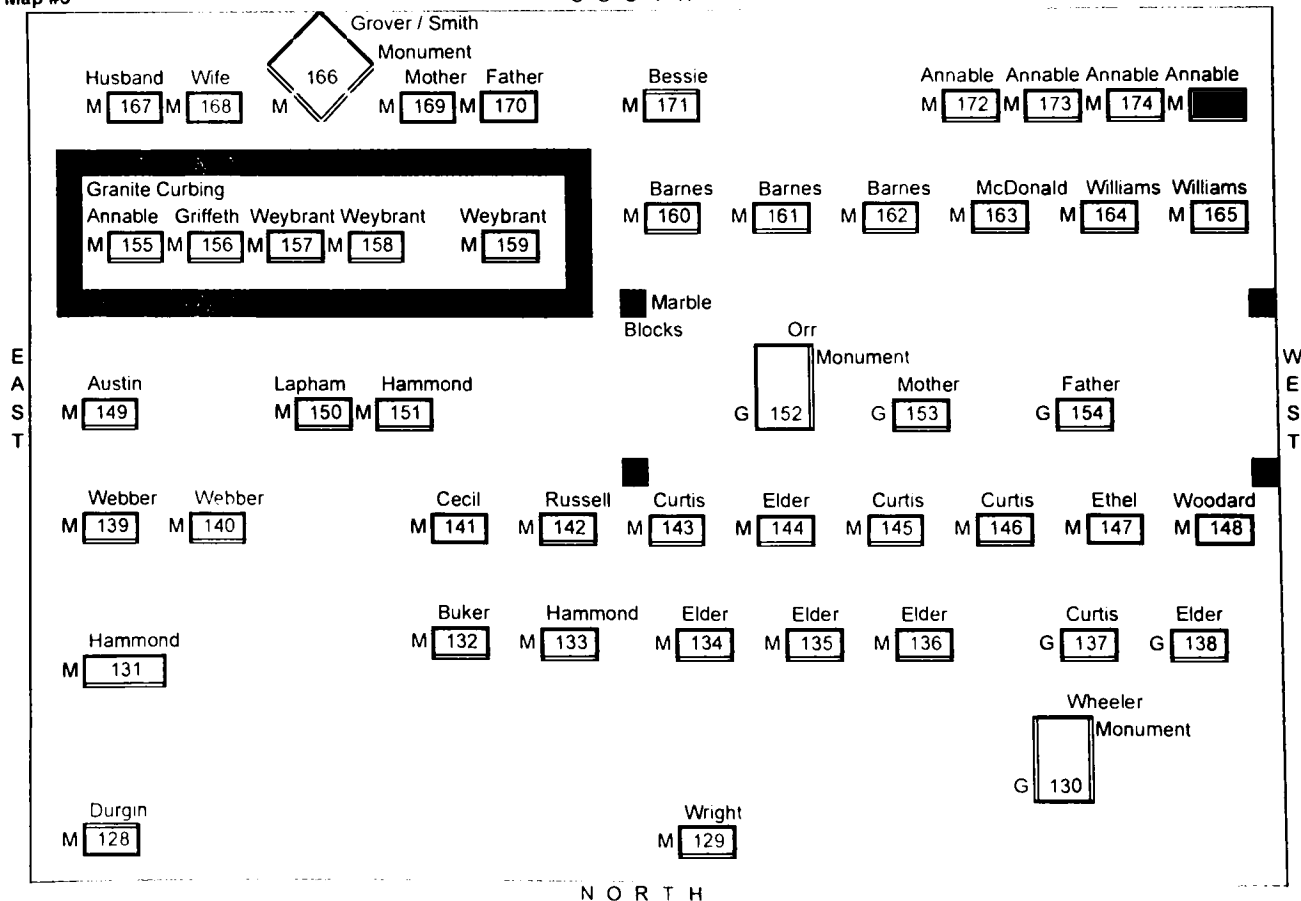 Map #3
S O U T H
Grover / Smith
Monument
Husband Wife 166 Mother Father Bessie Annable Annable Annable Annable
M 167 M 168 M M 169 M 170 M 171 M 172 M 173 M 174 M
Granite Curbing Barnes Barnes Barnes McDonald Williams Williams
Annable Griffeth Weybrant Weybrant Weybrant M 160 M 161 M 162 M 163 M 164 M 165
M 155 M 156 M 157 M 158 M 159
Marble
Blocks Orr
Monument
Austin Lapham Hammond Mother Father
M 149 M 150 M 151 G 152 G 153 G 154
EAST
WEST
Webber Webber Cecil Russell Curtis Elder Curtis Curtis Ethel Woodard
M 139 M 140 M 141 M 142 M 143 M 144 M 145 M 146 M 147 M 148
Buker Hammond Elder Elder Elder Curtis Elder
Hammond M 132 M 133 M 134 M 135 M 136 G 137 G 138
M 131
Wheeler
Monument
G 130
Durgin Wright
M 128 M 129
N O R T H